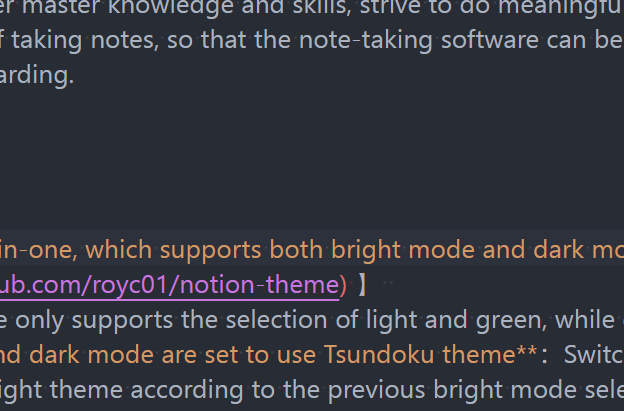 er master knowledge and skills, strive to do meaningful
f taking notes, so that the note-taking software can be
arding.
in-one, which supports both bright mode and dark mo
ub.com/royc01/notion-theme) 】
e only supports the selection of light and green, while
nd dark mode are set to use Tsundoku theme**：Switc
ight theme according to the previous bright mode sele